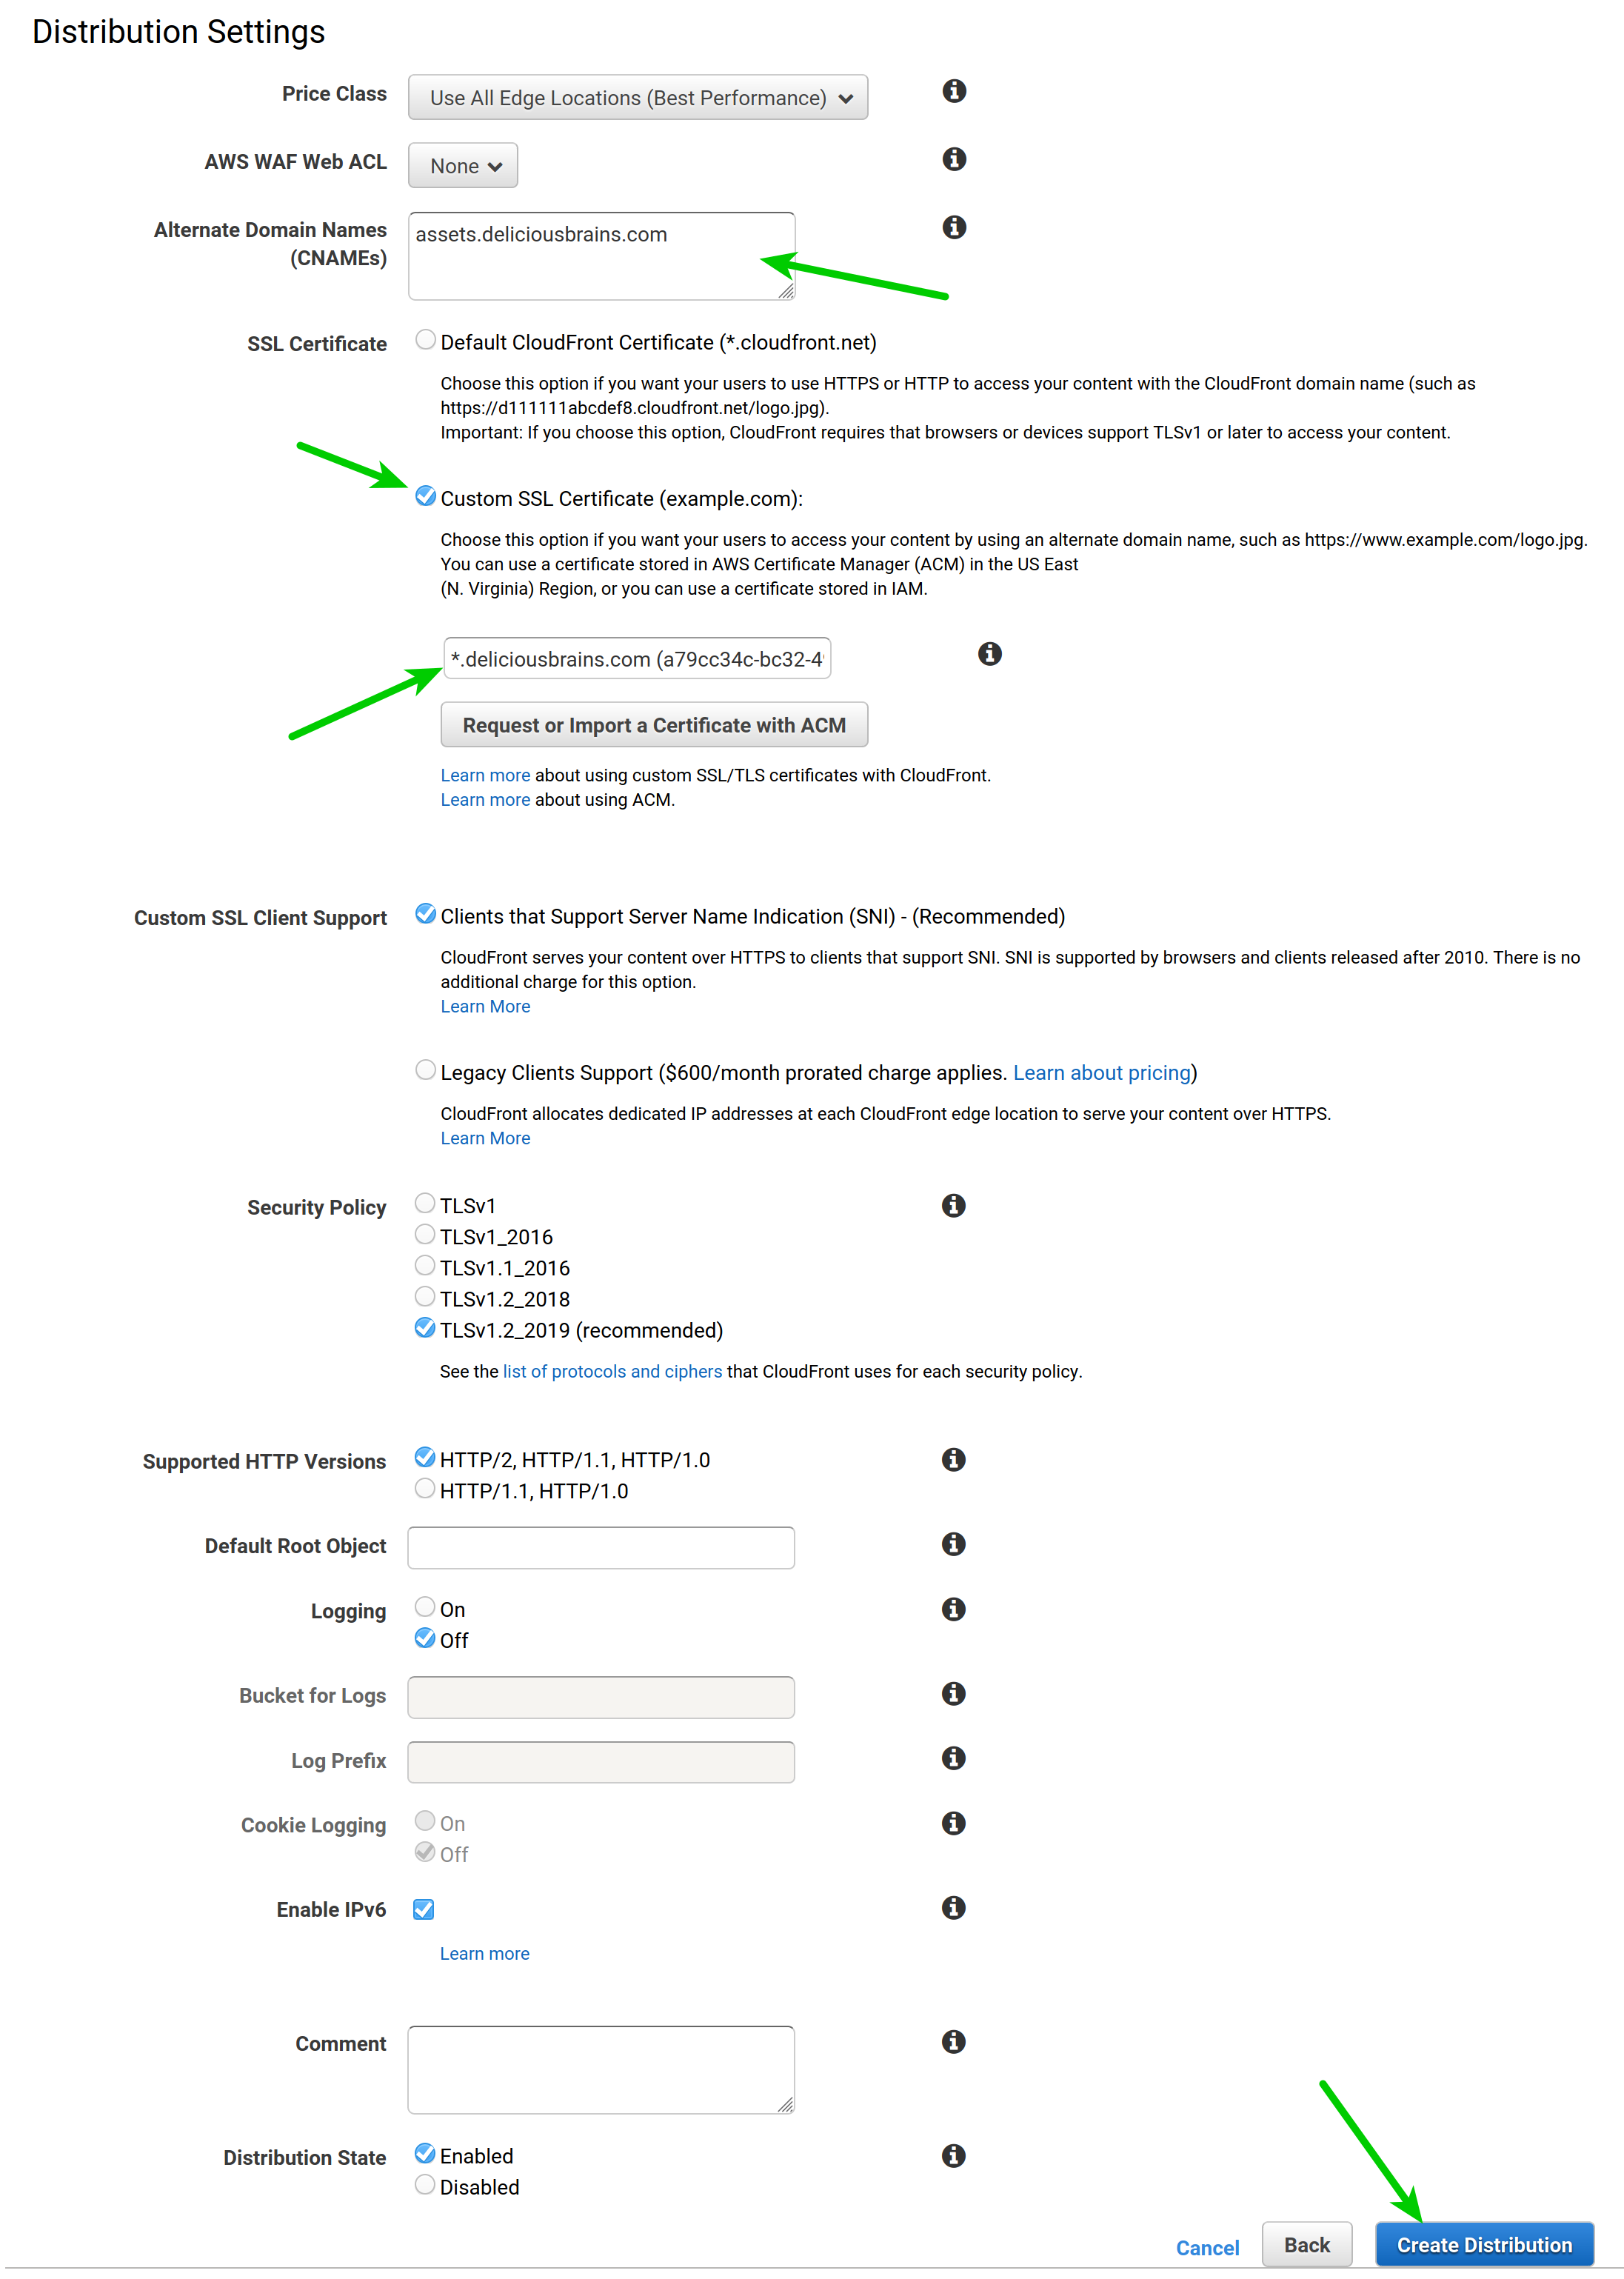 Distribution Settings
Price Class
Use All Edge Locations (Best Performance)
AWS WAF Web ACL
None
Alternate Domain Names
(CNAMEs)
assets.deliciousbrains.com
SSL Certificate
Default CloudFront Certificate (*.cloudfront.net)
Choose this option if you want your users to use HTTPS or HTTP to access your content with the CloudFront domain name (such as
https://d111111abcdef8.cloudfront.net/logo.jpg).
Important: If you choose this option, CloudFront requires that browsers or devices support TLSv1 or later to access your content.
Custom SSL Certificate (example.com):
Choose this option if you want your users to access your content by using an alternate domain name, such as https://www.example.com/logo.jpg.
You can use a certificate stored in AWS Certificate Manager (ACM) in the US East
(N. Virginia) Region, or you can use a certificate stored in IAM.
*.deliciousbrains.com (a79cc34c-bc32-4
Request or Import a Certificate with ACM
Learn more about using custom SSL/TLS certificates with CloudFront.
Learn more about using ACM.
Custom SSL Client Support
Clients that Support Server Name Indication (SNI) - (Recommended)
CloudFront serves your content over HTTPS to clients that support SNI. SNI is supported by browsers and clients released after 2010. There is no
additional charge for this option.
Learn More
Legacy Clients Support ($600/month prorated charge applies. Learn about pricing)
CloudFront allocates dedicated IP addresses at each CloudFront edge location to serve your content over HTTPS.
Learn More
Security Policy
TLSv1
TLSv1_2016
TLSv1.1_2016
TLSv1.2_2018
TLSv1.2_2019 (recommended)
See the list of protocols and ciphers that CloudFront uses for each security policy.
Supported HTTP Versions
HTTP/2, HTTP/1.1, HTTP/1.0
HTTP/1.1, HTTP/1.0
Default Root Object
Logging
On
Off
Bucket for Logs
Log Prefix
Cookie Logging
On
Off
Enable IPv6
Learn more
Comment
Distribution State
Enabled
Disabled
Cancel
Back
Create Distribution